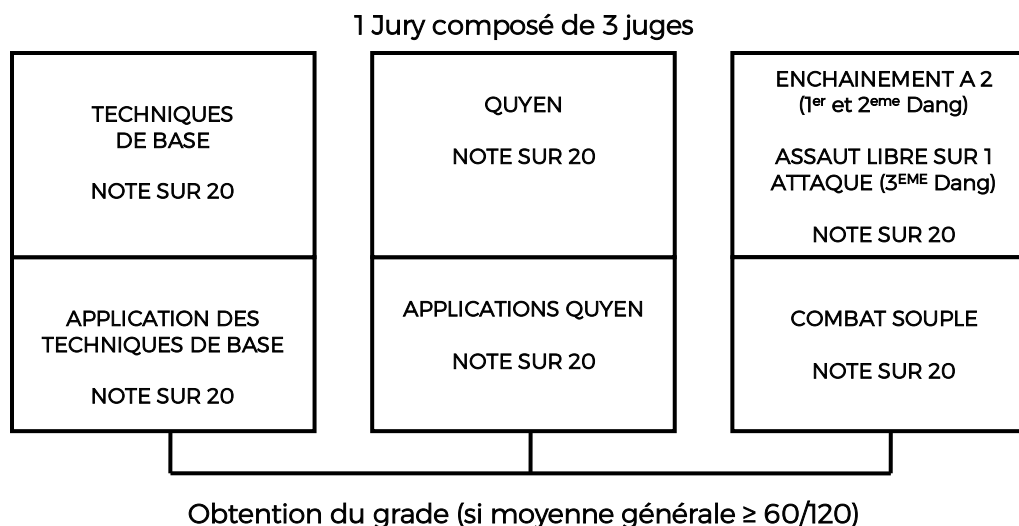 1 Jury composé de 3 juges
TECHNIQUES
DE BASE
NOTE SUR 20
APPLICATION DES
TECHNIQUES DE BASE
NOTE SUR 20
QUYEN
NOTE SUR 20
APPLICATIONS QUYEN
NOTE SUR 20
ENCHAINEMENT A 2
(1er et 2eme Dang)
ASSAUT LIBRE SUR 1
ATTAQUE (3EME Dang)
NOTE SUR 20
COMBAT SOUPLE
NOTE SUR 20
Obtention du grade (si moyenne générale ≥ 60/120)